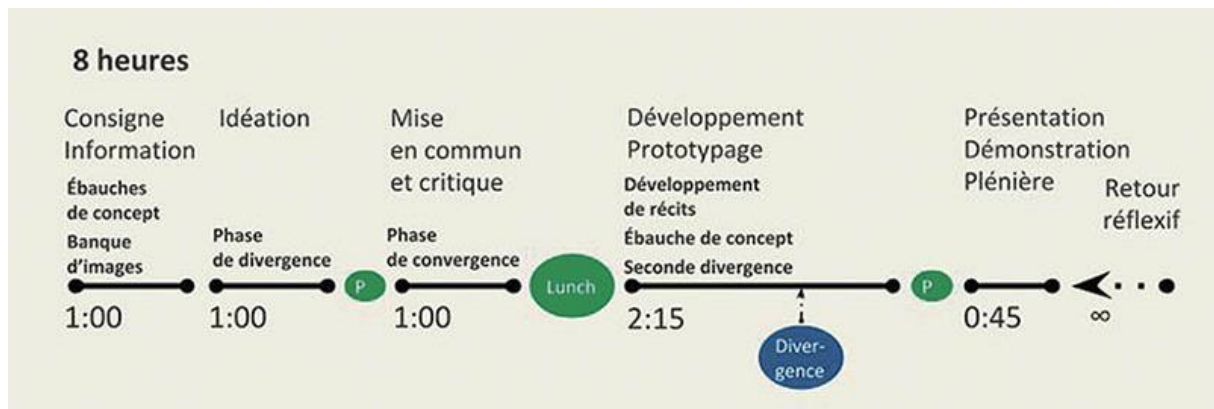 8 heures
Consigne
Information
Ébauches
de concept
Banque
d'images
1:00
Idéation
Phase
de divergence
1:00
P
Mise
en commun
et critique
Phase
de convergence
1:00
Lunch
Développement
Prototypage
Développement
de récits
Ébauche de concept
Seconde divergence
2:15
Diver-
gence
P
Présentation
Démonstration
Plénière
0:45
Retour
réflexif
∞